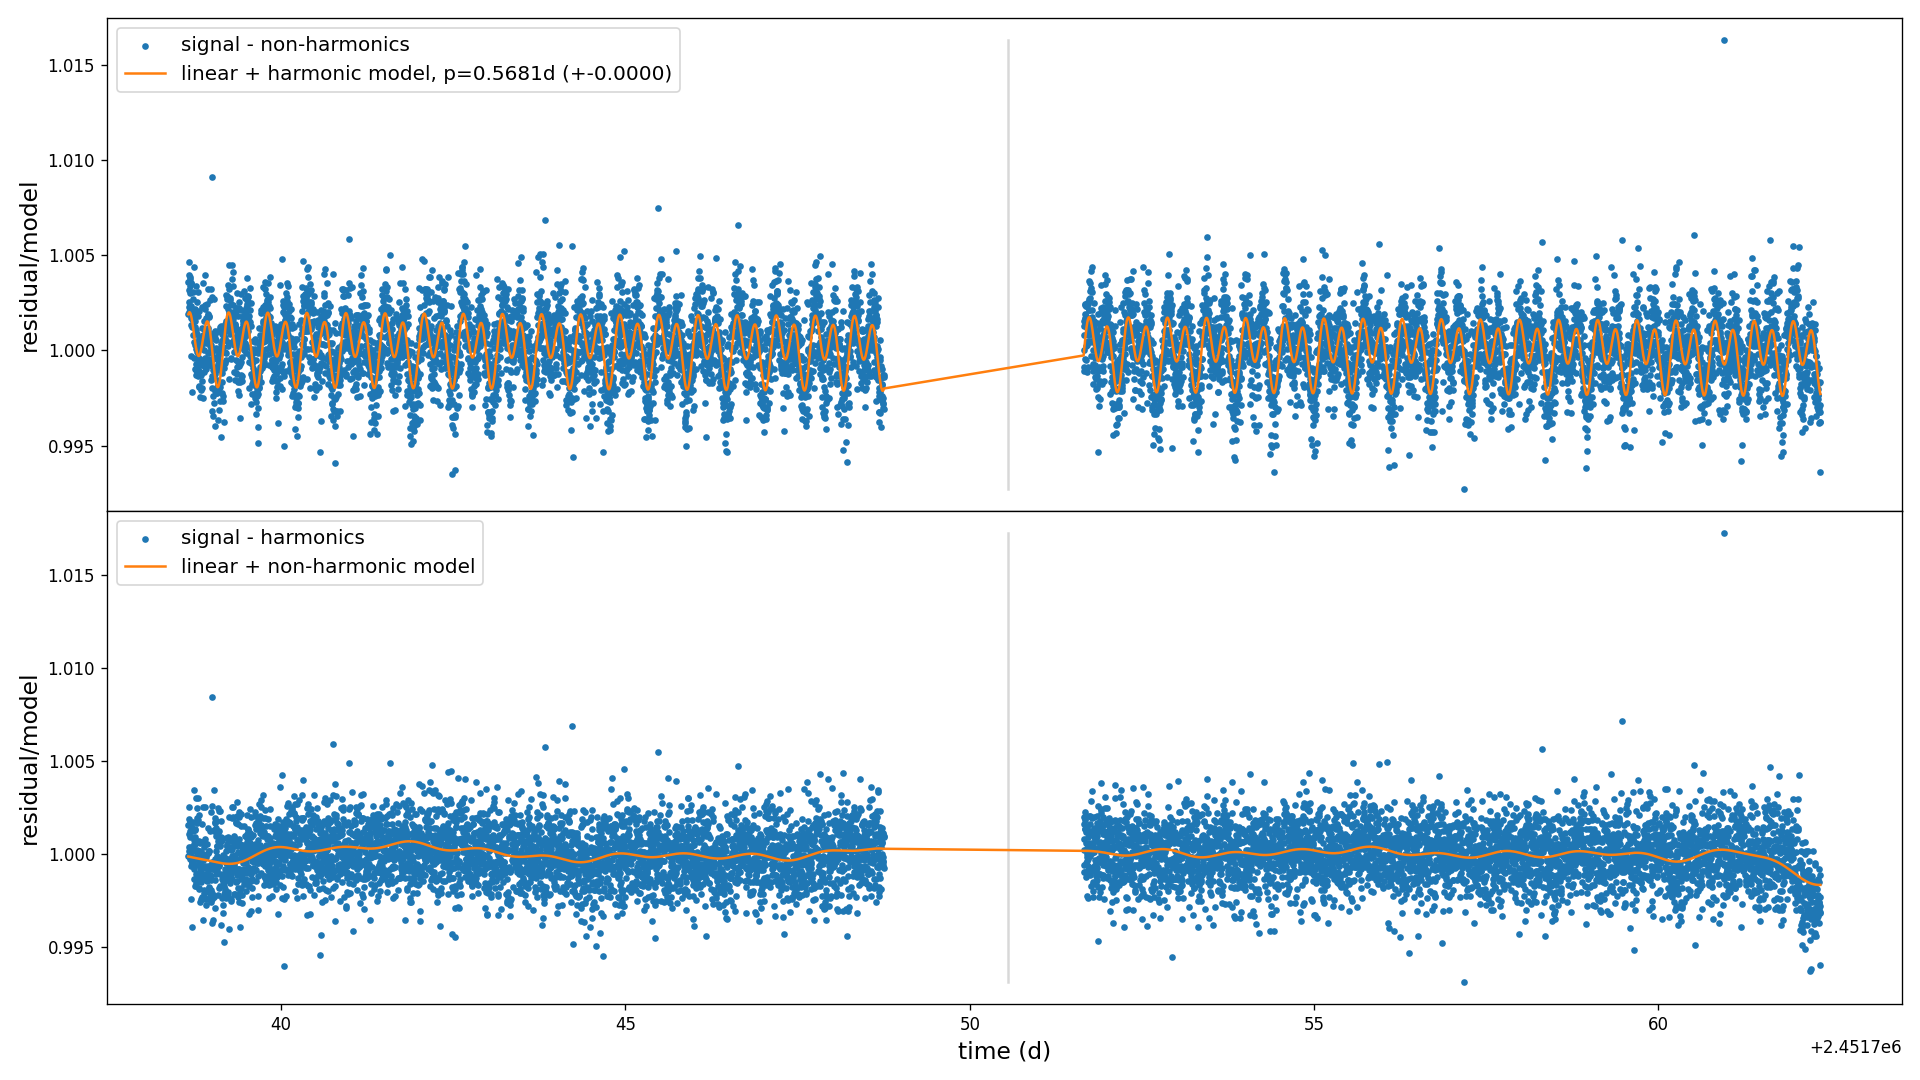 signal - non-harmonics
linear + harmonic model, p=0.5681d (+-0.0000)
1.015
1.010
1.005
1.000
0.995
residual/model
signal - harmonics
linear + non-harmonic model
1.015
1.010
1.005
1.000
0.995
residual/model
40
45
50
55
60
time (d)
+2.4517e6